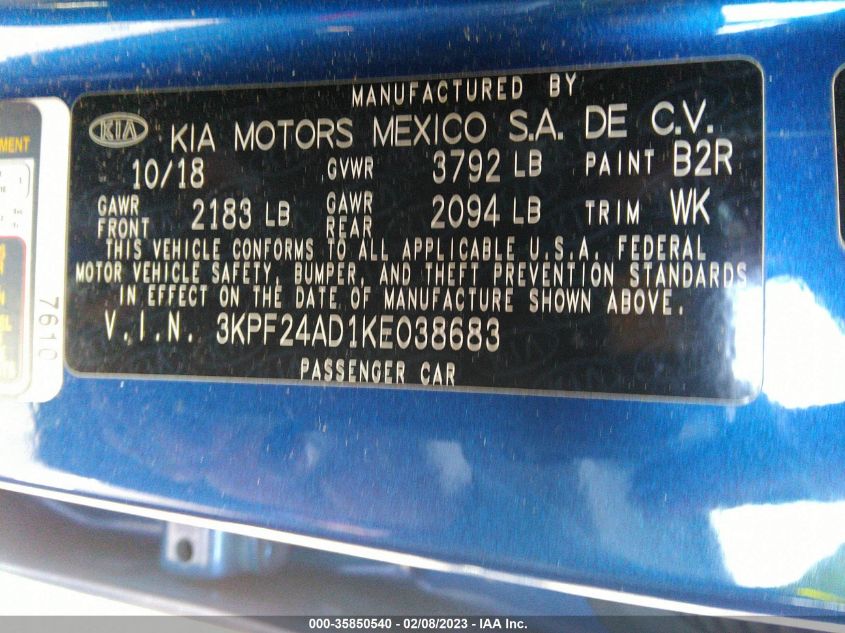 MANUFACTURED BY
KIA KIA MOTORS MEXICO S.A. DE C.V.
10/18 GVWR 3792 LB PAINT B2R
GAWR FRONT 2183 LB GAWR REAR 2094 LB TRIM WK
THIS VEHICLE CONFORMS TO ALL APPLICABLE U.S.A. FEDERAL
MOTOR VEHICLE SAFETY, BUMPER, AND THEFT PREVENTION STANDARDS
IN EFFECT ON THE DATE OF MANUFACTURE SHOWN ABOVE.
V.I.N. 3KPF24AD1KE038683
PASSENGER CAR
MENT
7610
000-35850540 - 02/08/2023 - IAA Inc.